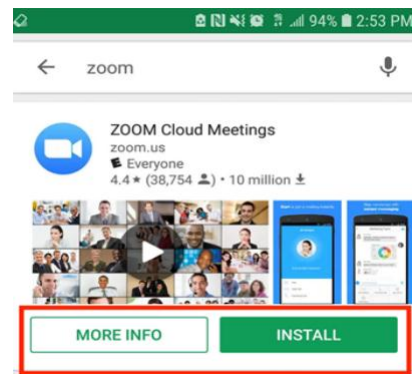 94% 2:53 PM
zoom
ZOOM Cloud Meetings
zoom.us
E Everyone
4.4★ (38,754) • 10 million
MORE INFO
INSTALL